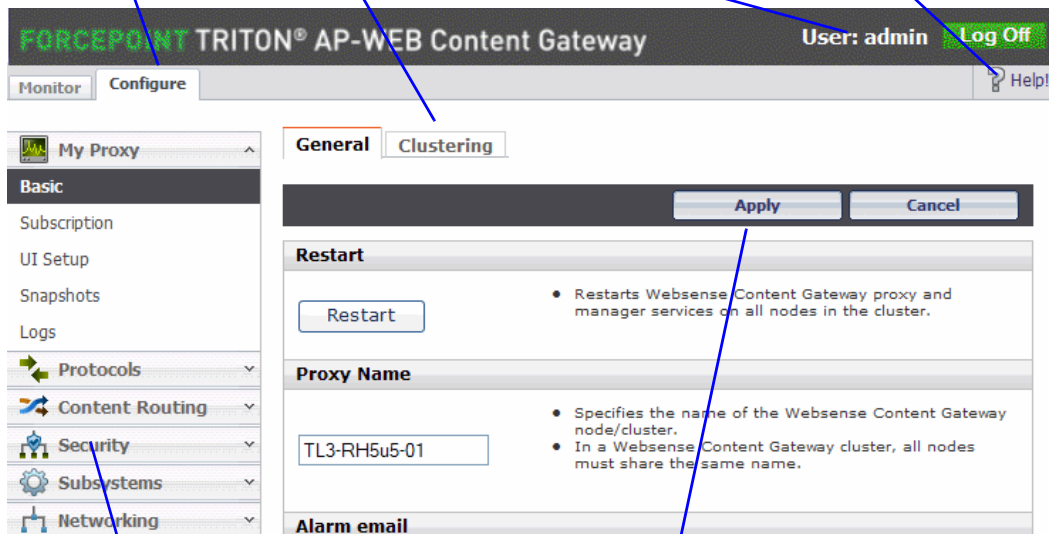 FORCEPOINT TRITON® AP-WEB Content Gateway
User: admin
Log Off
Monitor
Configure
Help!
My Proxy
Basic
Subscription
UI Setup
Snapshots
Logs
Protocols
Content Routing
Security
Subsystems
Networking
General
Clustering
Apply
Cancel
Restart
Restart
• Restarts Websense Content Gateway proxy and
manager services on all nodes in the cluster.
Proxy Name
TL3-RH5u5-01
• Specifies the name of the Websense Content Gateway
node/cluster.
• In a Websense Content Gateway cluster, all nodes
must share the same name.
Alarm email